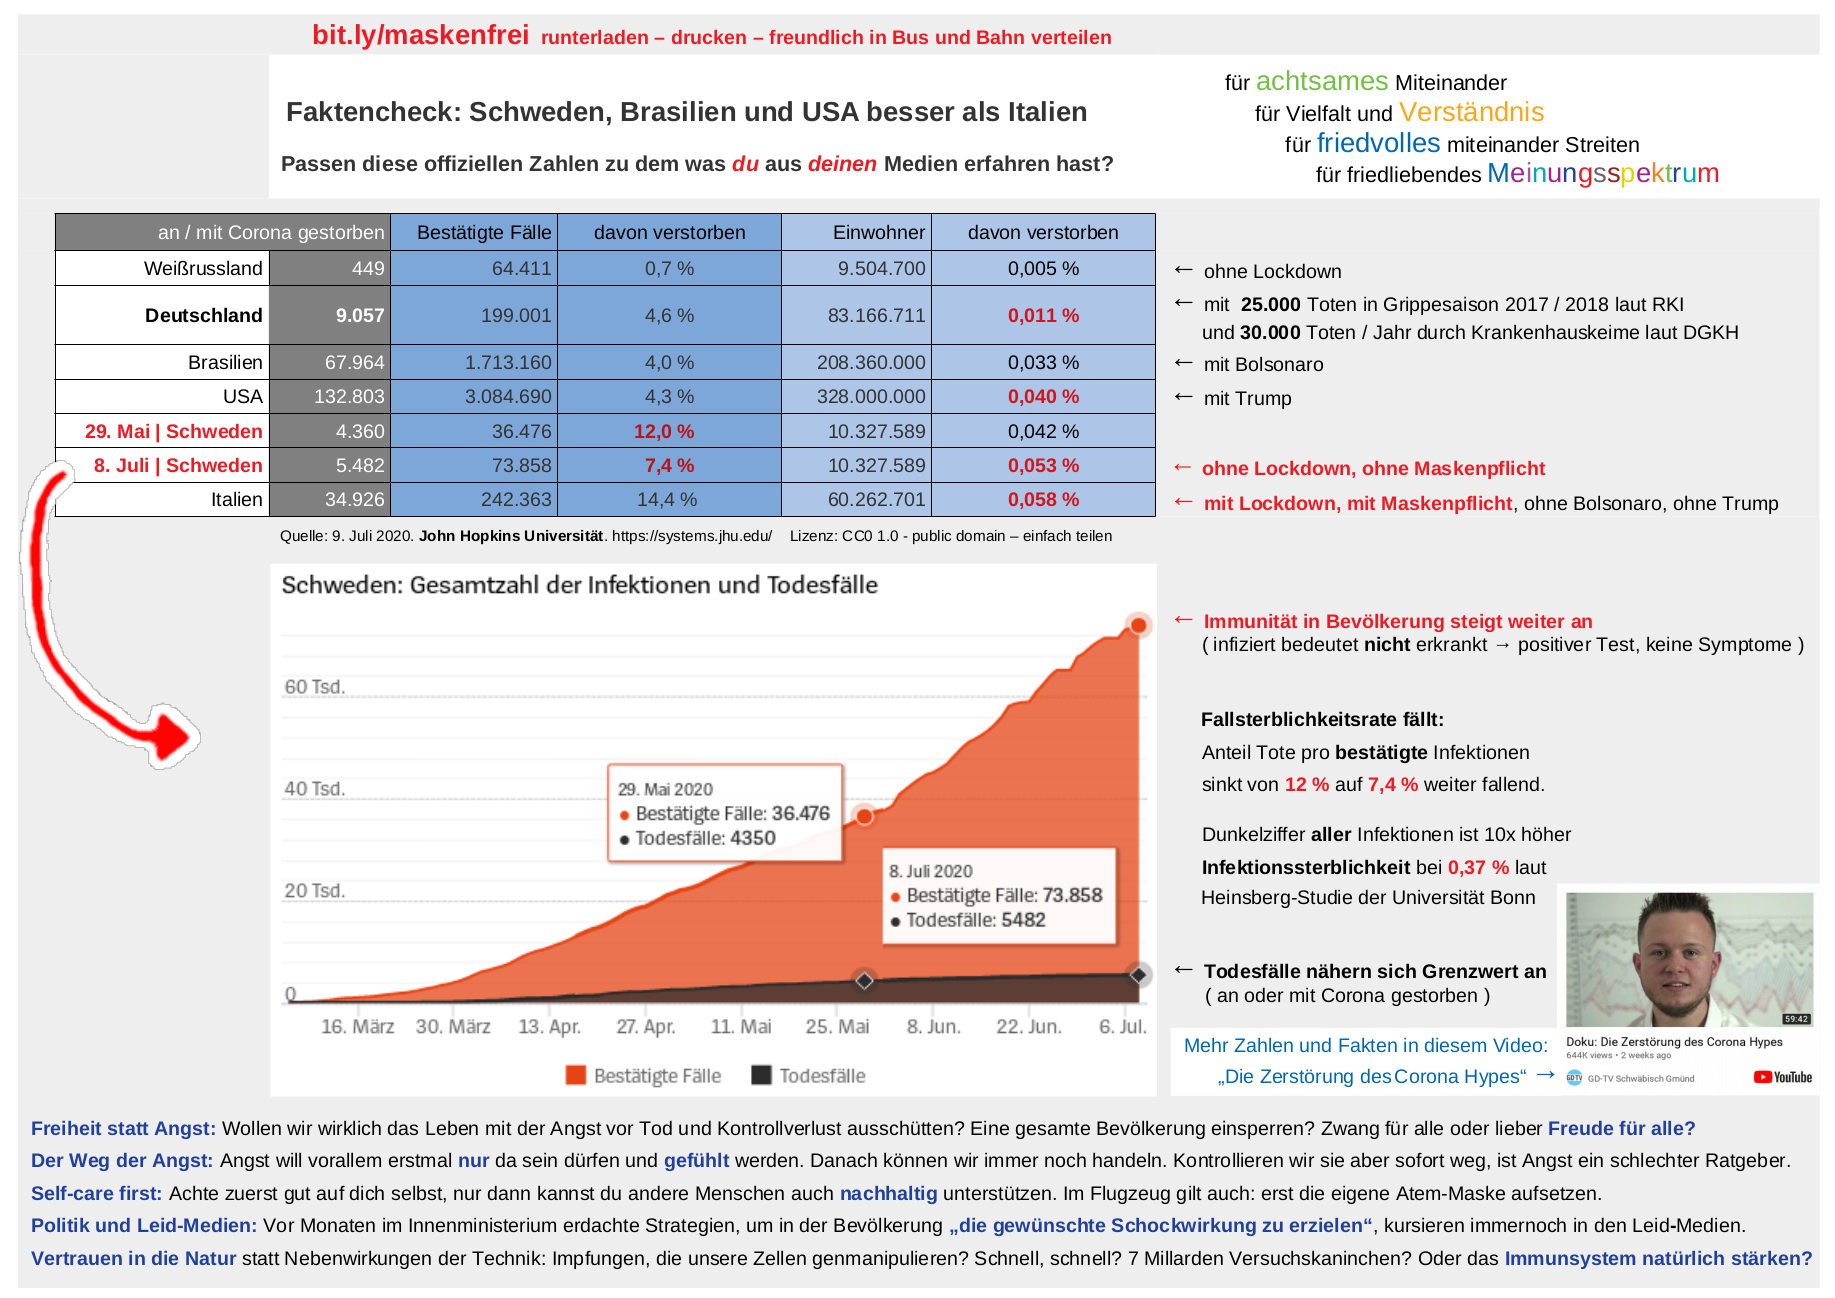 bit.ly/maskenfrei runterladen – drucken – freundlich in Bus und Bahn verteilen
Faktencheck: Schweden, Brasilien und USA besser als Italien
Passen diese offiziellen Zahlen zu dem was du aus deinen Medien erfahren hast?
für achtsames Miteinander
für Vielfalt und Verständnis
für friedvolles miteinander Streiten
für friedliebendes Meinungsspektrum
an / mit Corona gestorben Bestätigte Fälle davon verstorben Einwohner davon verstorben
Weißrussland 449 64.411 0,7 % 9.504.700 0,005 % ← ohne Lockdown
Deutschland 9.057 199.001 4,6 % 83.166.711 0,011 % ← mit 25.000 Toten in Grippesaison 2017 / 2018 laut RKI
und 30.000 Toten / Jahr durch Krankenhauskeime laut DGKH
Brasilien 67.964 1.713.160 4,0 % 208.360.000 0,033 % ← mit Bolsonaro
USA 132.803 3.084.690 4,3 % 328.000.000 0,040 % ← mit Trump
29. Mai | Schweden 4.360 36.476 12,0 % 10.327.589 0,042 %
8. Juli | Schweden 5.482 73.858 7,4 % 10.327.589 0,053 % ← ohne Lockdown, ohne Maskenpflicht
Italien 34.926 242.363 14,4 % 60.262.701 0,058 % ← mit Lockdown, mit Maskenpflicht, ohne Bolsonaro, ohne Trump
Quelle: 9. Juli 2020. John Hopkins Universität. https://systems.jhu.edu/ Lizenz: CC0 1.0 - public domain – einfach teilen
Schweden: Gesamtzahl der Infektionen und Todesfälle
60 Tsd.
40 Tsd.
20 Tsd.
0
29. Mai 2020
Bestätigte Fälle: 36.476
Todesfälle: 4350
8. Juli 2020
Bestätigte Fälle: 73.858
Todesfälle: 5482
16. März 30. März 13. Apr. 27. Apr. 11. Mai 25. Mai 8. Jun. 22. Jun. 6. Jul.
Bestätigte Fälle Todesfälle
← Immunität in Bevölkerung steigt weiter an
( infiziert bedeutet nicht erkrankt → positiver Test, keine Symptome )
Fallsterblichkeitsrate fällt:
Anteil Tote pro bestätigte Infektionen
sinkt von 12 % auf 7,4 % weiter fallend.
Dunkelziffer aller Infektionen ist 10x höher
Infektionssterblichkeit bei 0,37 % laut
Heinsberg-Studie der Universität Bonn
← Todesfälle nähern sich Grenzwert an
( an oder mit Corona gestorben )
Mehr Zahlen und Fakten in diesem Video:
„Die Zerstörung des Corona Hypes“ →
59:42
Doku: Die Zerstörung des Corona Hypes
644K views • 2 weeks ago
GD TV GD-TV Schwäbisch Gmünd YouTube
Freiheit statt Angst: Wollen wir wirklich das Leben mit der Angst vor Tod und Kontrollverlust ausschütten? Eine gesamte Bevölkerung einsperren? Zwang für alle oder lieber Freude für alle?
Der Weg der Angst: Angst will vorallem erstmal nur da sein dürfen und gefühlt werden. Danach können wir immer noch handeln. Kontrollieren wir sie aber sofort weg, ist Angst ein schlechter Ratgeber.
Self-care first: Achte zuerst gut auf dich selbst, nur dann kannst du andere Menschen auch nachhaltig unterstützen. Im Flugzeug gilt auch: erst die eigene Atem-Maske aufsetzen.
Politik und Leid-Medien: Vor Monaten im Innenministerium erdachte Strategien, um in der Bevölkerung „die gewünschte Schockwirkung zu erzielen“, kursieren immernoch in den Leid-Medien.
Vertrauen in die Natur statt Nebenwirkungen der Technik: Impfungen, die unsere Zellen genmanipulieren? Schnell, schnell? 7 Millarden Versuchskaninchen? Oder das Immunsystem natürlich stärken?